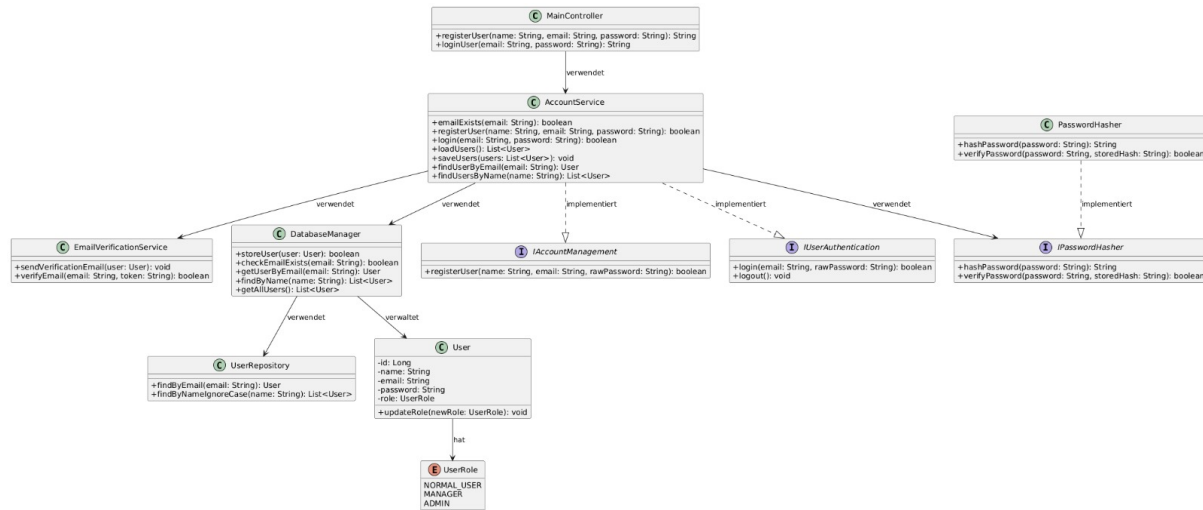 C MainController
+registerUser(name: String, email: String, password: String): String
+loginUser(email: String, password: String): String
verwendet
C AccountService
+emailExists(email: String): boolean
+registerUser(name: String, email: String, password: String): boolean
+login(email: String, password: String): boolean
+loadUsers(): List<User>
+saveUsers(users: List<User>): void
+findUserByEmail(email: String): User
+findUsersByName(name: String): List<User>
C PasswordHasher
+hashPassword(password: String): String
+verifyPassword(password: String, storedHash: String): boolean
verwendet
verwendet
implementiert
implementiert
verwendet
implementiert
C EmailVerificationService
+sendVerificationEmail(user: User): void
+verifyEmail(email: String, token: String): boolean
C DatabaseManager
+storeUser(user: User): boolean
+checkEmailExists(email: String): boolean
+getUserByEmail(email: String): User
+findByName(name: String): List<User>
+getAllUsers(): List<User>
I IAccountManagement
+registerUser(name: String, email: String, rawPassword: String): boolean
I IUserAuthentication
+login(email: String, rawPassword: String): boolean
+logout(): void
I IPasswordHasher
+hashPassword(password: String): String
+verifyPassword(password: String, storedHash: String): boolean
verwendet
verwaltet
C UserRepository
+findByEmail(email: String): User
+findByNameIgnoreCase(name: String): List<User>
C User
-id: Long
-name: String
-email: String
-password: String
-role: UserRole
+updateRole(newRole: UserRole): void
hat
E UserRole
NORMAL_USER
MANAGER
ADMIN